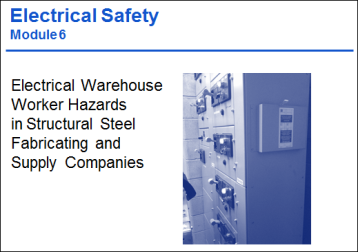 Electrical Safety
Module 6
Electrical Warehouse
Worker Hazards
in Structural Steel
Fabricating and
Supply Companies